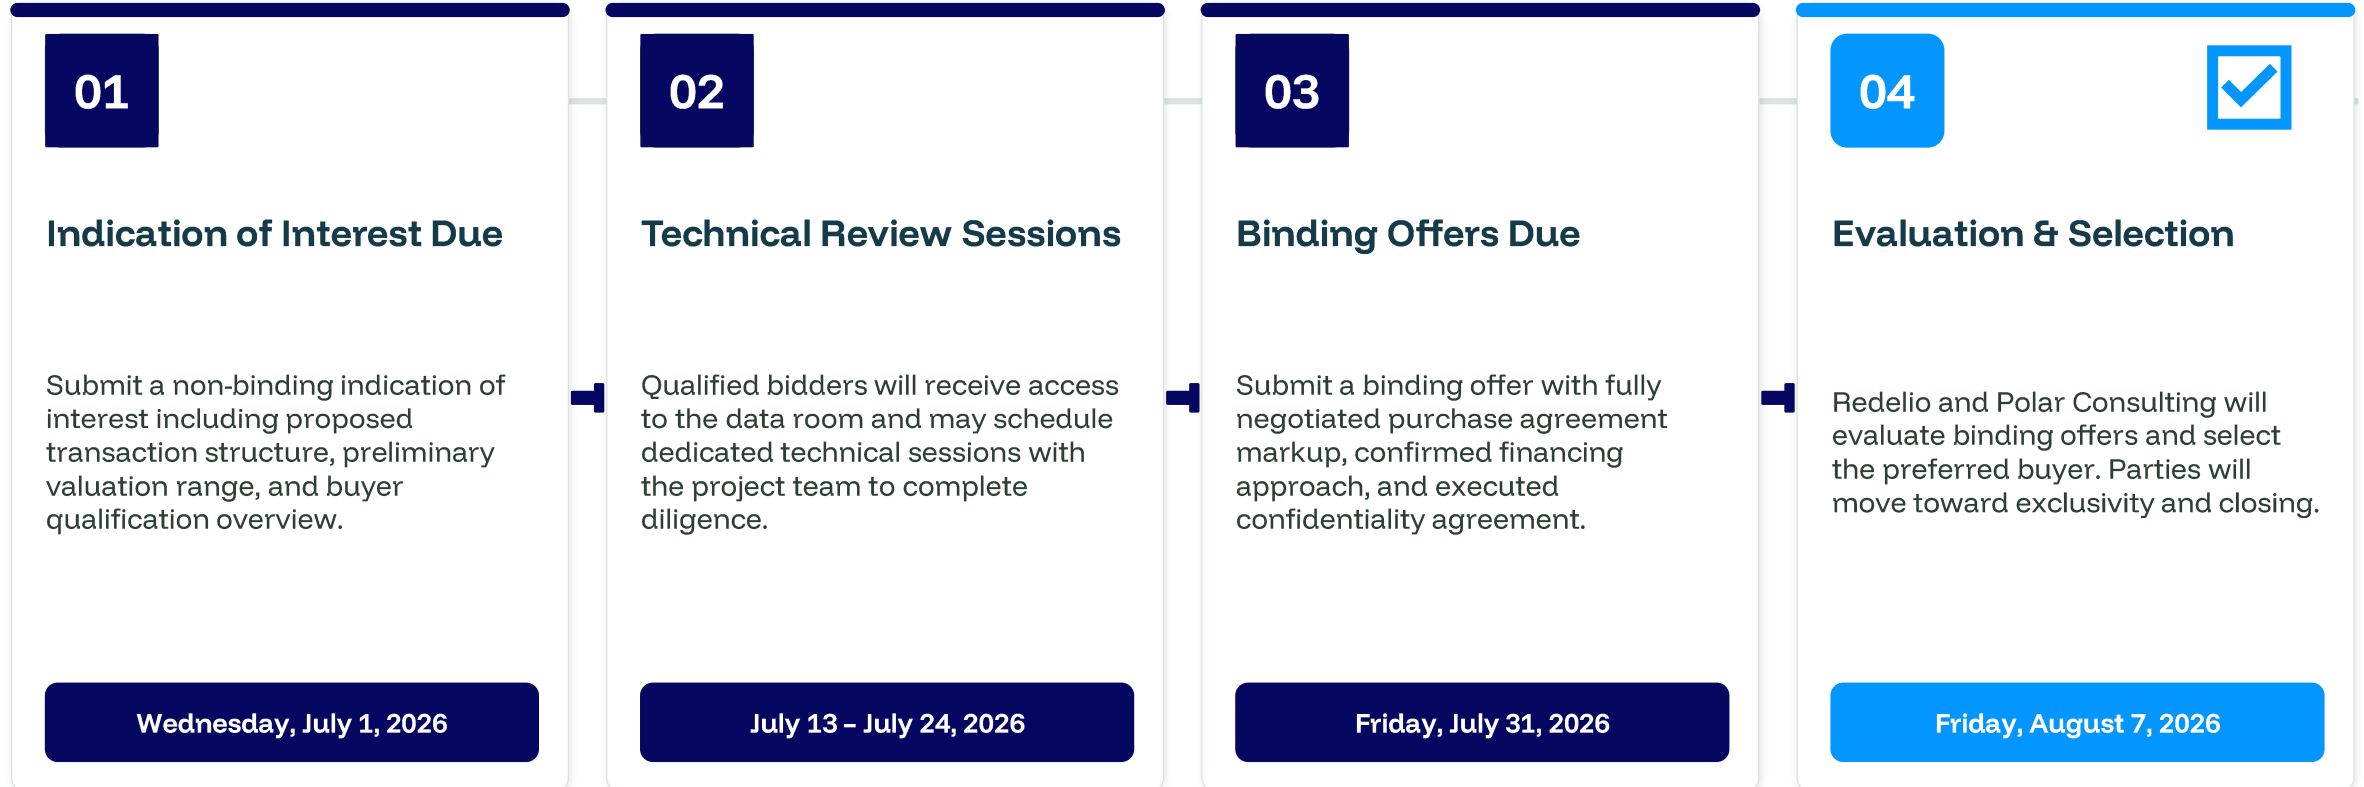 01
Indication of Interest Due
Submit a non-binding indication of
interest including proposed
transaction structure, preliminary
valuation range, and buyer
qualification overview.
Wednesday, July 1, 2026
02
Technical Review Sessions
Qualified bidders will receive access
to the data room and may schedule
dedicated technical sessions with
the project team to complete
diligence.
July 13 – July 24, 2026
03
Binding Offers Due
Submit a binding offer with fully
negotiated purchase agreement
markup, confirmed financing
approach, and executed
confidentiality agreement.
Friday, July 31, 2026
04
Evaluation & Selection
Redelio and Polar Consulting will
evaluate binding offers and select
the preferred buyer. Parties will
move toward exclusivity and closing.
Friday, August 7, 2026